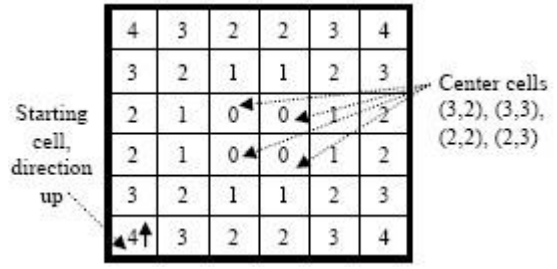 4 3 2 2 3 4
3 2 1 1 2 3
2 1 0 0 1 2
2 1 0 0 1 2
3 2 1 1 2 3
4 3 2 2 3 4
Starting
cell,
direction
up
Center cells
(3,2), (3,3),
(2,2), (2,3)